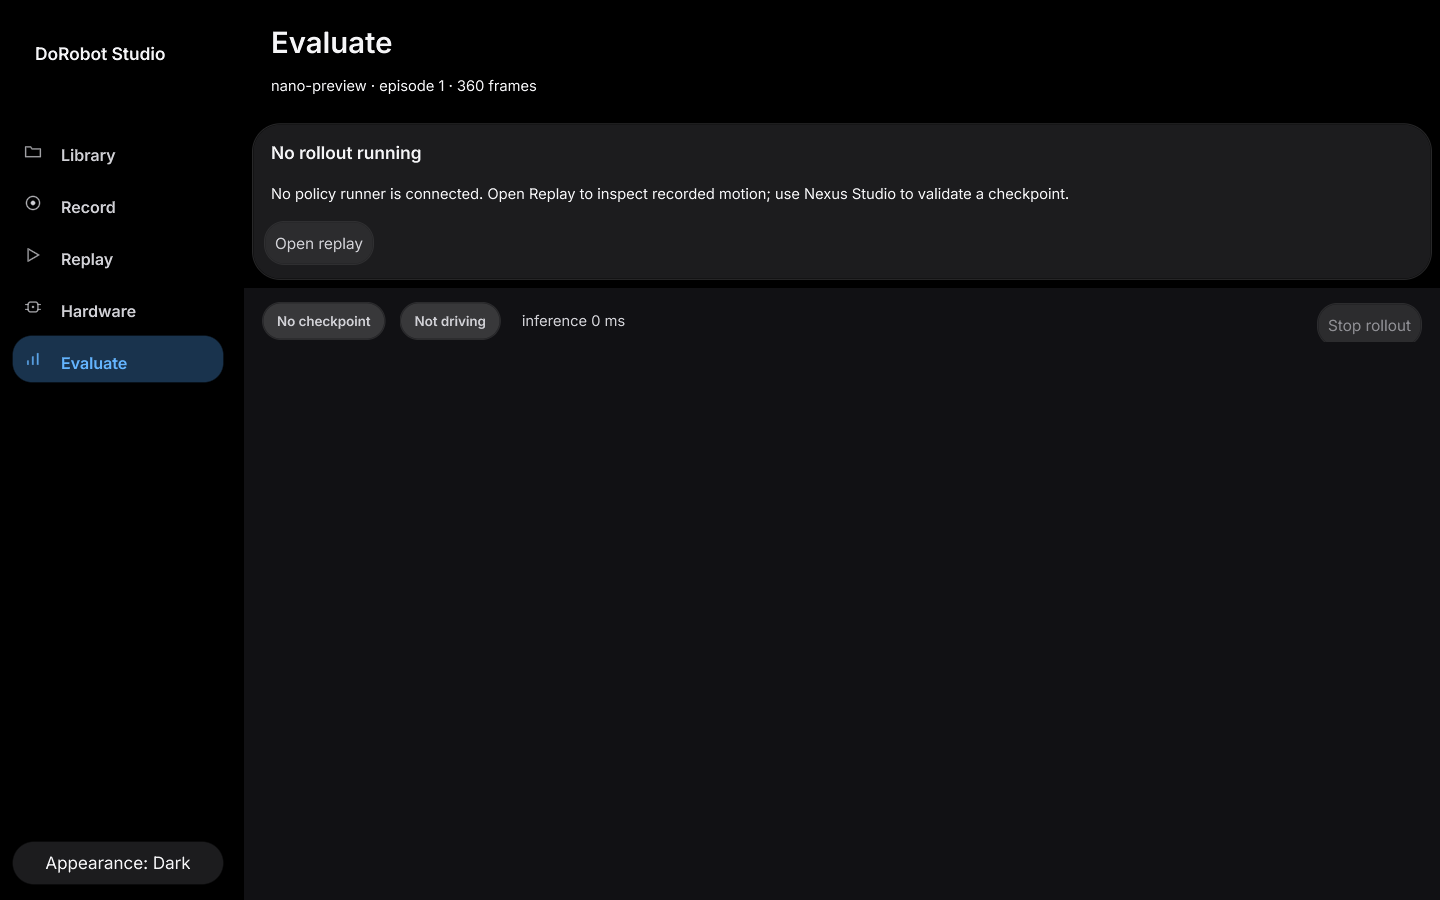 DoRobot Studio
Library
Record
Replay
Hardware
Evaluate
Appearance: Dark
Evaluate
nano-preview · episode 1 · 360 frames
No rollout running
No policy runner is connected. Open Replay to inspect recorded motion; use Nexus Studio to validate a checkpoint.
Open replay
No checkpoint
Not driving
inference 0 ms
Stop rollout